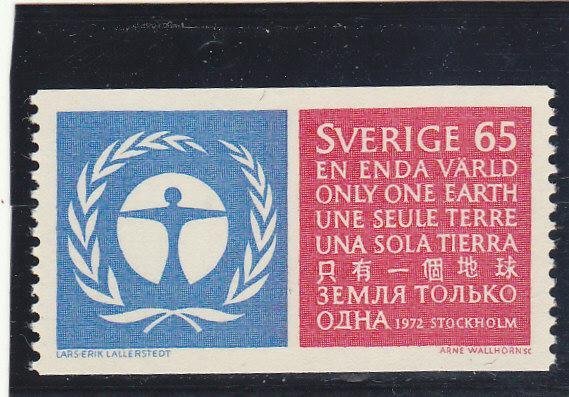 SVERIGE 65
EN ENDA VÄRLD
ONLY ONE EARTH
UNE SEULE TERRE
UNA SOLA TIERRA
只有一個地球
ЗЕМЛЯ ТОЛЬКО
ОДНА 1972 STOCKHOLM
LARS-ERIK LALLERSTEDT
ARNE WALLHORN SC